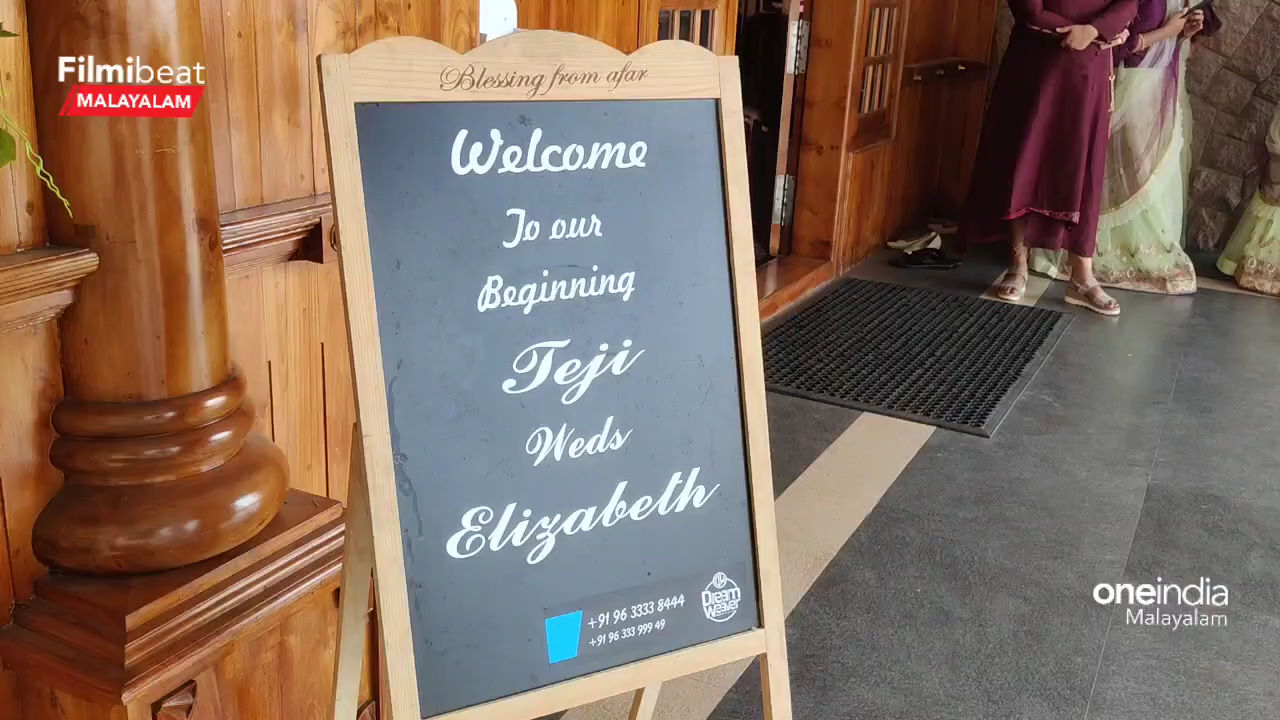 Filmibeat
MALAYALAM
Blessing from afar
Welcome
To our
Beginning
Teji
Weds
Elizabeth
+91 96 3333 8444
+91 96 333 999 49
Dream
Weaver
oneindia
Malayalam